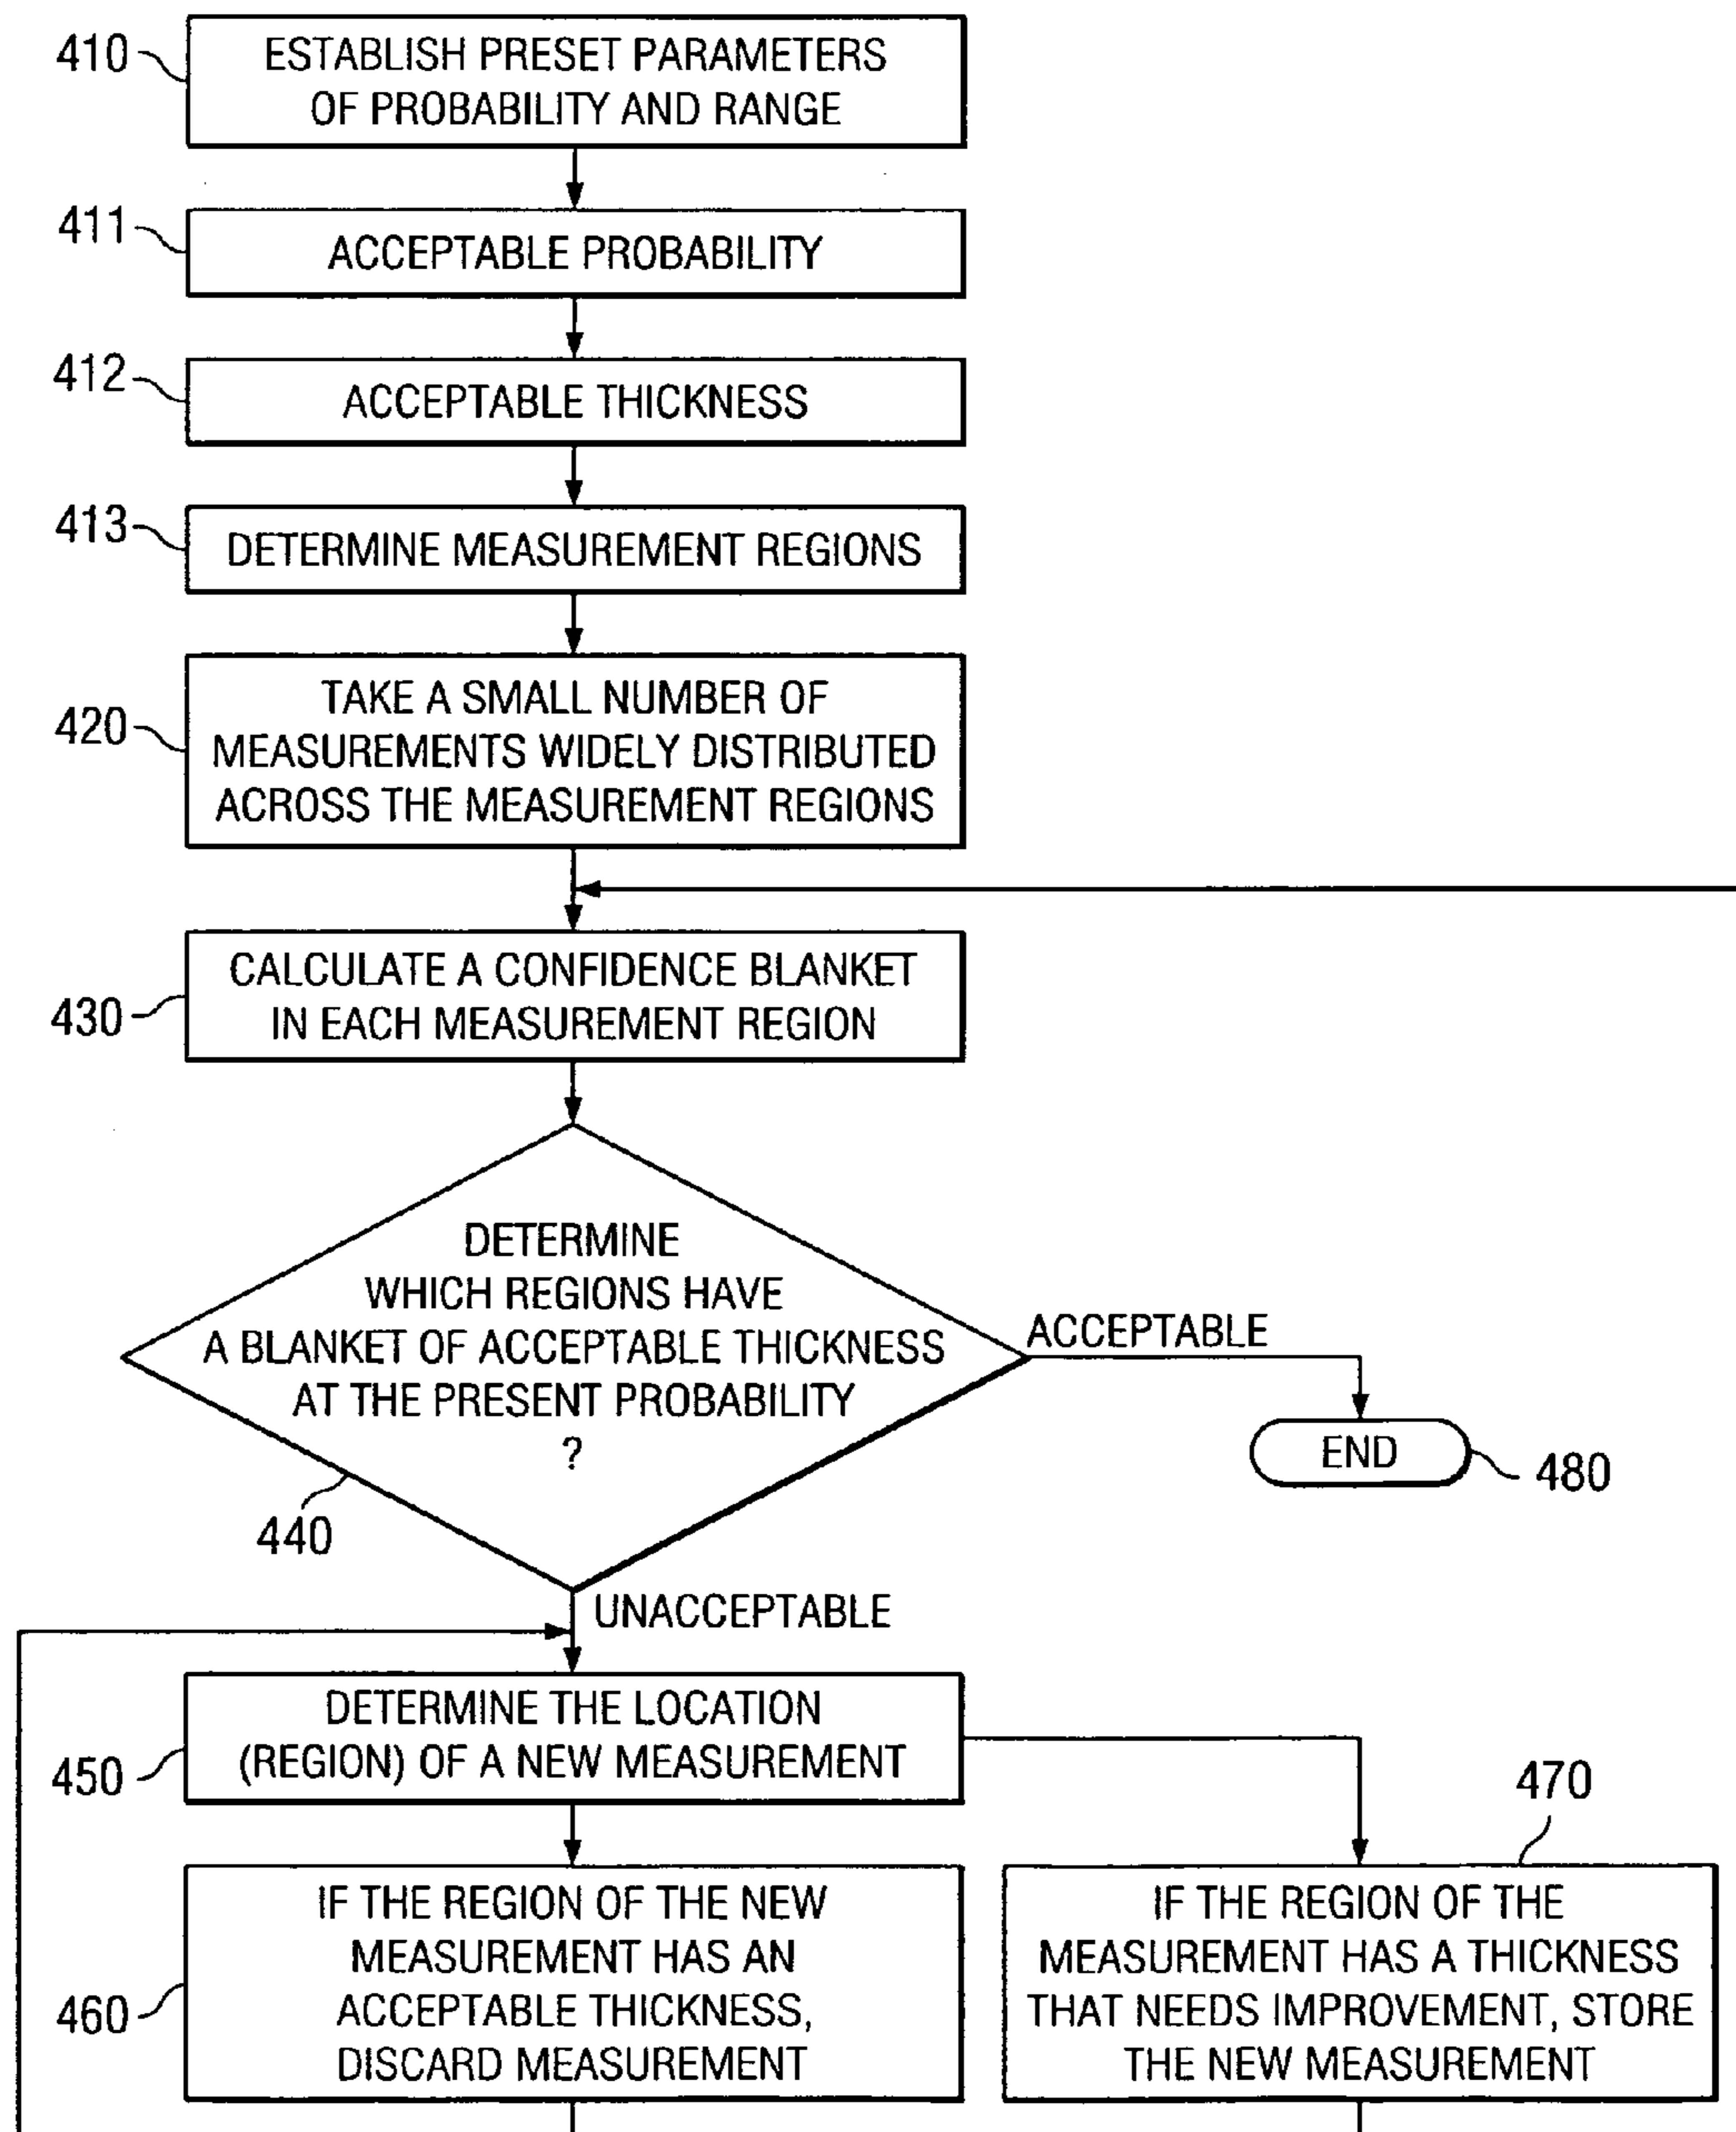 410
ESTABLISH PRESET PARAMETERS
OF PROBABILITY AND RANGE
411
ACCEPTABLE PROBABILITY
412
ACCEPTABLE THICKNESS
413
DETERMINE MEASUREMENT REGIONS
420
TAKE A SMALL NUMBER OF
MEASUREMENTS WIDELY DISTRIBUTED
ACROSS THE MEASUREMENT REGIONS
430
CALCULATE A CONFIDENCE BLANKET
IN EACH MEASUREMENT REGION
DETERMINE
WHICH REGIONS HAVE
A BLANKET OF ACCEPTABLE THICKNESS
AT THE PRESENT PROBABILITY
?
440
ACCEPTABLE
END
480
UNACCEPTABLE
450
DETERMINE THE LOCATION
(REGION) OF A NEW MEASUREMENT
460
IF THE REGION OF THE NEW
MEASUREMENT HAS AN
ACCEPTABLE THICKNESS,
DISCARD MEASUREMENT
470
IF THE REGION OF THE
MEASUREMENT HAS A THICKNESS
THAT NEEDS IMPROVEMENT, STORE
THE NEW MEASUREMENT